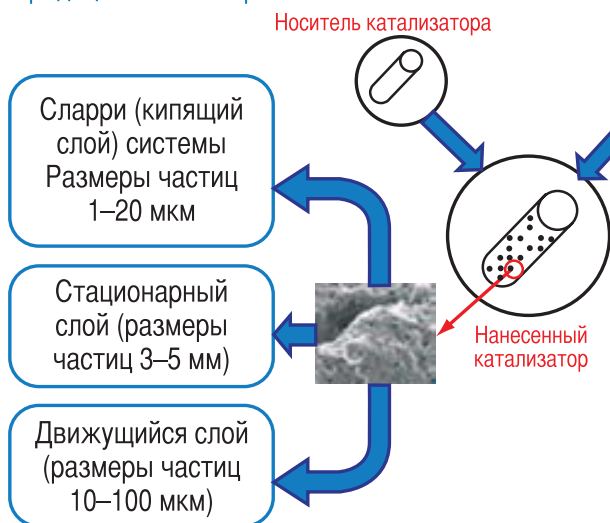 Носитель катализатора
Сларри (кипящий
слой) системы
Размеры частиц
1–20 мкм
Стационарный
слой (размеры
частиц 3–5 мм)
Нанесенный
катализатор
Движущийся слой
(размеры частиц
10–100 мкм)